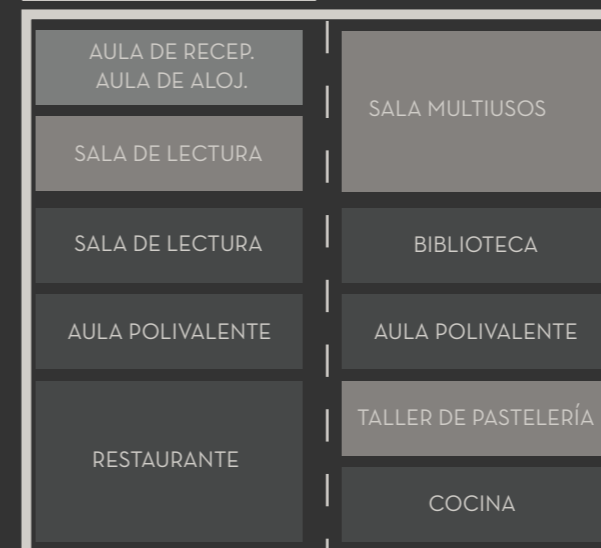 AULA DE RECEP.
AULA DE ALOJ.
SALA DE LECTURA
SALA DE LECTURA
AULA POLIVALENTE
RESTAURANTE
SALA MULTIUSOS
BIBLIOTECA
AULA POLIVALENTE
TALLER DE PASTELERÍA
COCINA